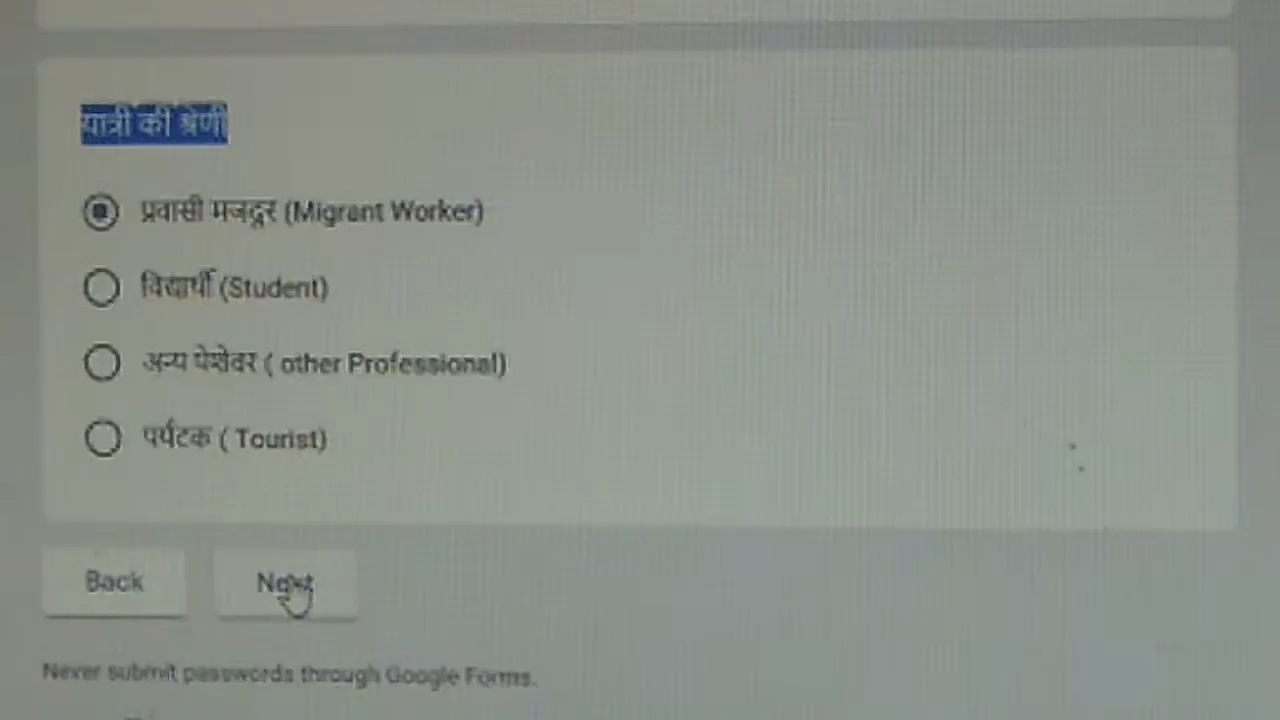 यात्री की श्रेणी
प्रवासी मजदूर (Migrant Worker)
विद्यार्थी (Student)
अन्य पेशेवर ( other Professional)
पर्यटक ( Tourist)
Back
Next
Never submit passwords through Google Forms.